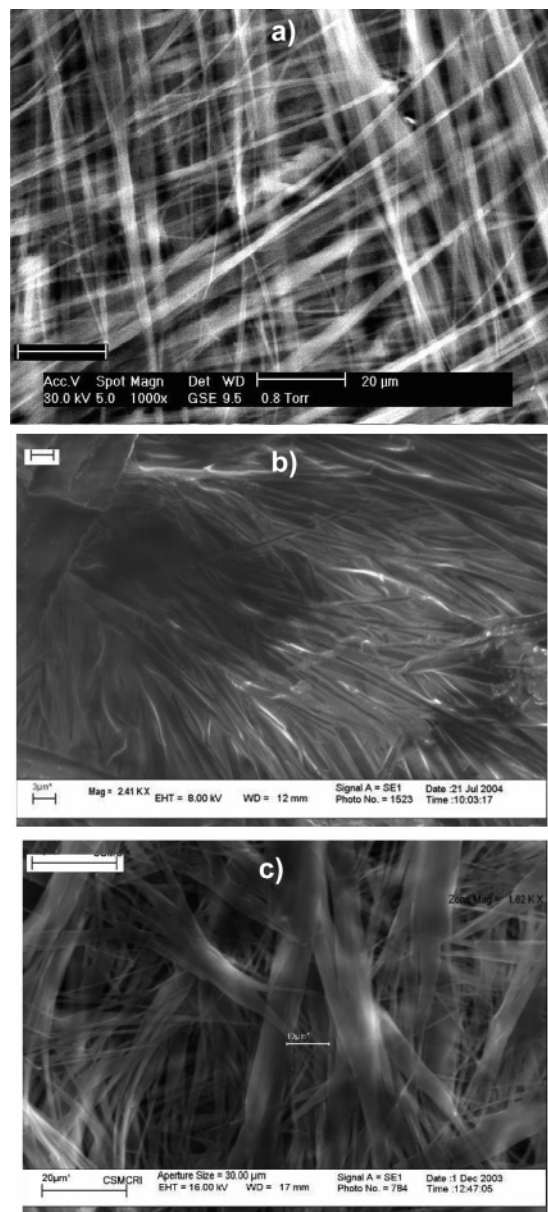 a)
Acc.V Spot Magn Det WD 20 µm
30.0 kV 5.0 1000x GSE 9.5 0.8 Torr
b)
3µm* Mag = 2.41 K X EHT = 8.00 kV WD = 12 mm Signal A = SE1 Date :21 Jul 2004
Photo No. = 1523 Time :10:03:17
c)
= 1.62 K X
10µm*
20µm* CSMCRI Aperture Size = 30.00 µm Signal A = SE1 Date :1 Dec 2003
EHT = 16.00 kV WD = 17 mm Photo No. = 784 Time :12:47:05